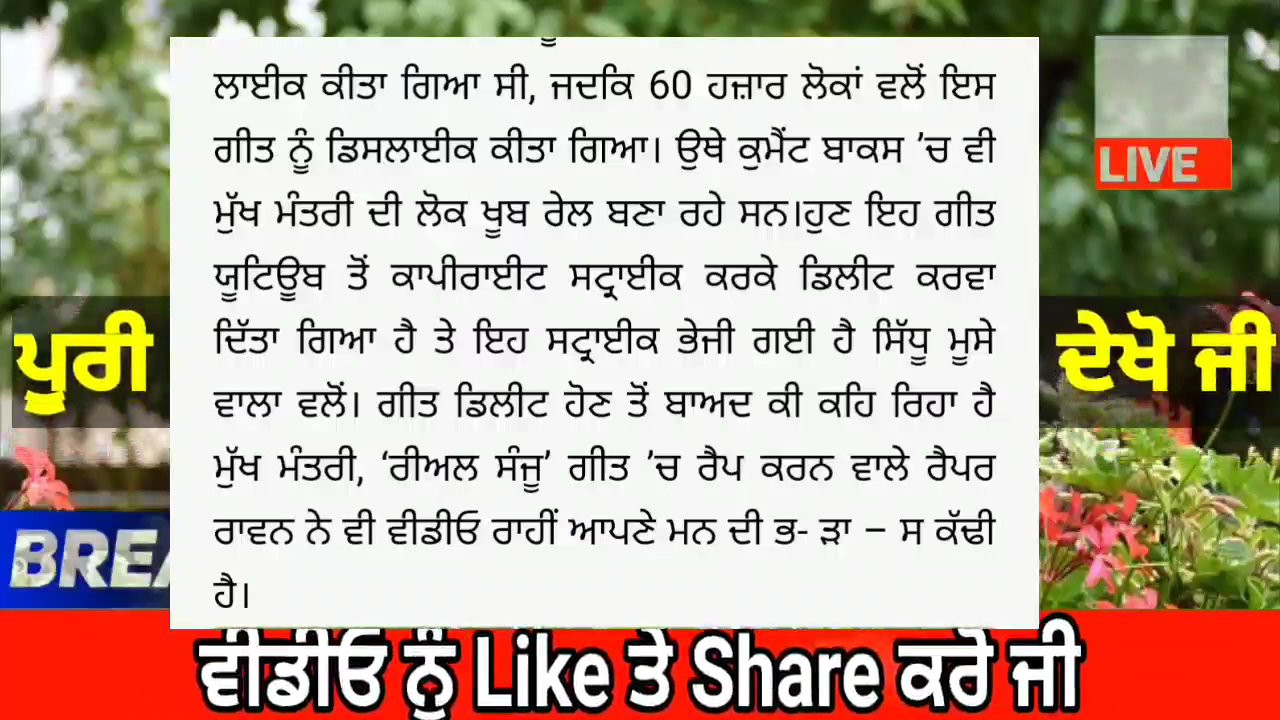 ਲਾਈਕ ਕੀਤਾ ਗਿਆ ਸੀ, ਜਦਕਿ 60 ਹਜ਼ਾਰ ਲੋਕਾਂ ਵਲੋਂ ਇਸ
ਗੀਤ ਨੂੰ ਡਿਸਲਾਈਕ ਕੀਤਾ ਗਿਆ। ਉਥੇ ਕੁਮੈਂਟ ਬਾਕਸ ’ਚ ਵੀ
ਮੁੱਖ ਮੰਤਰੀ ਦੀ ਲੋਕ ਖੂਬ ਰੇਲ ਬਣਾ ਰਹੇ ਸਨ।ਹੁਣ ਇਹ ਗੀਤ
ਯੂਟਿਊਬ ਤੋਂ ਕਾਪੀਰਾਈਟ ਸਟ੍ਰਾਈਕ ਕਰਕੇ ਡਿਲੀਟ ਕਰਵਾ
ਦਿੱਤਾ ਗਿਆ ਹੈ ਤੇ ਇਹ ਸਟ੍ਰਾਈਕ ਭੇਜੀ ਗਈ ਹੈ ਸਿੱਧੂ ਮੂਸੇ
ਵਾਲਾ ਵਲੋਂ। ਗੀਤ ਡਿਲੀਟ ਹੋਣ ਤੋਂ ਬਾਅਦ ਕੀ ਕਹਿ ਰਿਹਾ ਹੈ
ਮੁੱਖ ਮੰਤਰੀ, ‘ਰੀਅਲ ਸੰਜੂ’ ਗੀਤ ’ਚ ਰੈਪ ਕਰਨ ਵਾਲੇ ਰੈਪਰ
ਰਾਵਨ ਨੇ ਵੀ ਵੀਡੀਓ ਰਾਹੀਂ ਆਪਣੇ ਮਨ ਦੀ ਭ- ੜਾ – ਸ ਕੱਢੀ
ਹੈ।
LIVE
ਪੂਰੀ ਦੇਖੋ ਜੀ
ਵੀਡੀਓ ਨੂੰ Like ਤੇ Share ਕਰੋ ਜੀ